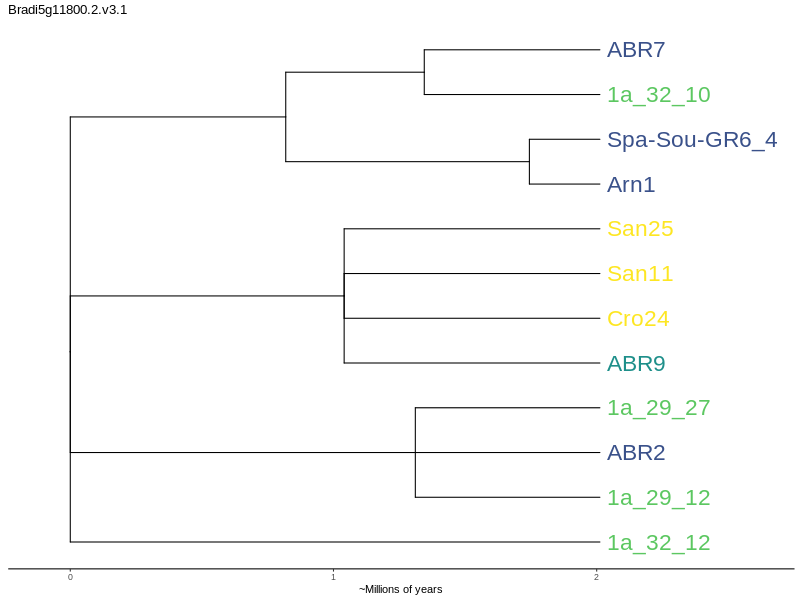 Bradi5g11800.2.v3.1
ABR7
1a_32_10
Spa-Sou-GR6_4
Arn1
San25
San11
Cro24
ABR9
1a_29_27
ABR2
1a_29_12
1a_32_12
0 1 2
~Millions of years